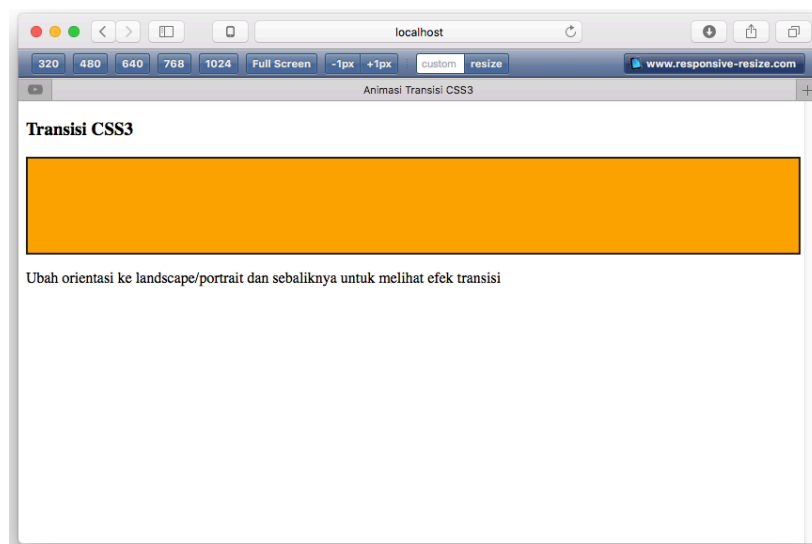 localhost
320 480 640 768 1024 Full Screen -1px +1px custom resize www.responsive-resize.com
Animasi Transisi CSS3
Transisi CSS3
Ubah orientasi ke landscape/portrait dan sebaliknya untuk melihat efek transisi